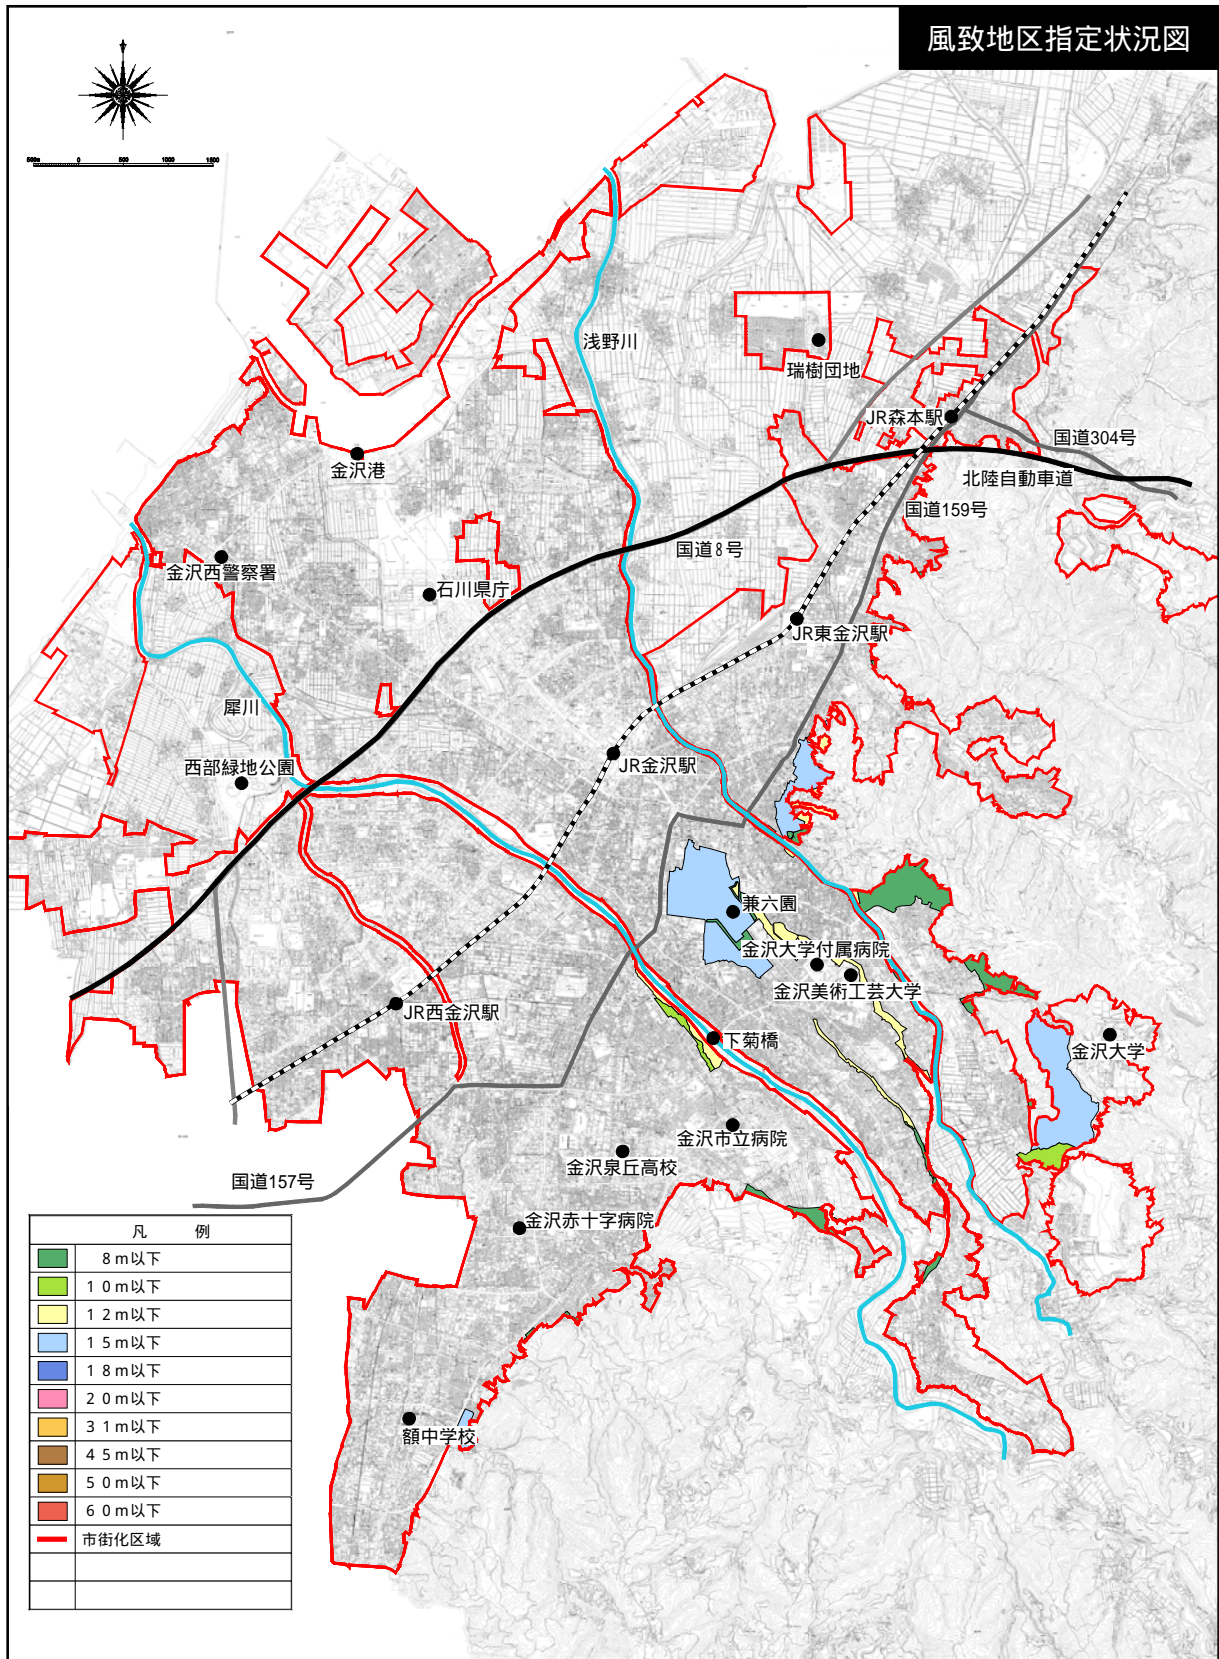 風致地区指定状況図
500m 0 500 1000 1500
浅野川
瑞樹団地
JR森本駅
国道304号
金沢港
北陸自動車道
国道159号
国道8号
金沢西警察署
石川県庁
JR東金沢駅
犀川
JR金沢駅
西部緑地公園
兼六園
金沢大学付属病院
金沢美術工芸大学
JR西金沢駅
下菊橋
金沢大学
金沢市立病院
金沢泉丘高校
国道157号
金沢赤十字病院
額中学校
凡 例
8m以下
10m以下
12m以下
15m以下
18m以下
20m以下
31m以下
45m以下
50m以下
60m以下
市街化区域